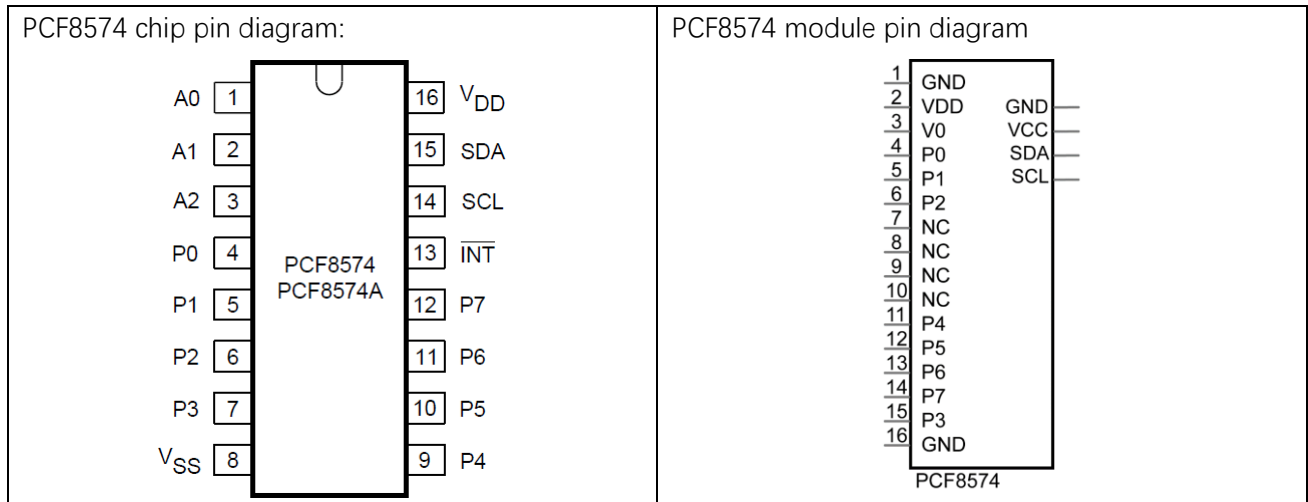 PCF8574 chip pin diagram:
A0 1 16 VDD
A1 2 15 SDA
A2 3 14 SCL
P0 4 13 INT
PCF8574
PCF8574A
P1 5 12 P7
P2 6 11 P6
P3 7 10 P5
VSS 8 9 P4
PCF8574 module pin diagram
1 GND
2 VDD GND
3 V0 VCC
4 P0 SDA
5 P1 SCL
6 P2
7 NC
8 NC
9 NC
10 NC
11 P4
12 P5
13 P6
14 P7
15 P3
16 GND
PCF8574